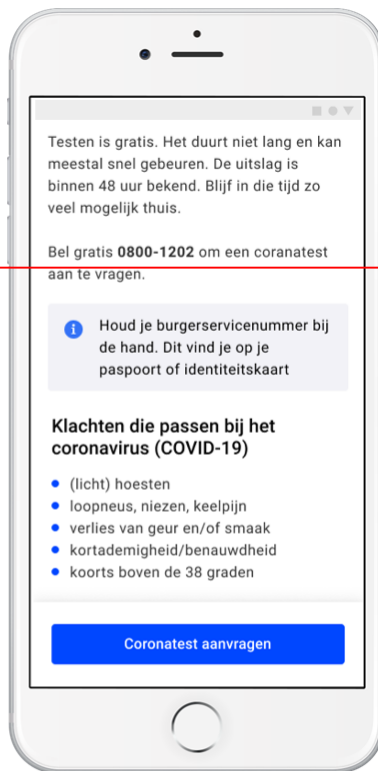 Testen is gratis. Het duurt niet lang en kan
meestal snel gebeuren. De uitslag is
binnen 48 uur bekend. Blijf in die tijd zo
veel mogelijk thuis.
Bel gratis 0800-1202 om een coranatest
aan te vragen.
Houd je burgerservicenummer bij
de hand. Dit vind je op je
paspoort of identiteitskaart
Klachten die passen bij het
coronavirus (COVID-19)
(licht) hoesten
loopneus, niezen, keelpijn
verlies van geur en/of smaak
kortademigheid/benauwdheid
koorts boven de 38 graden
Coronatest aanvragen